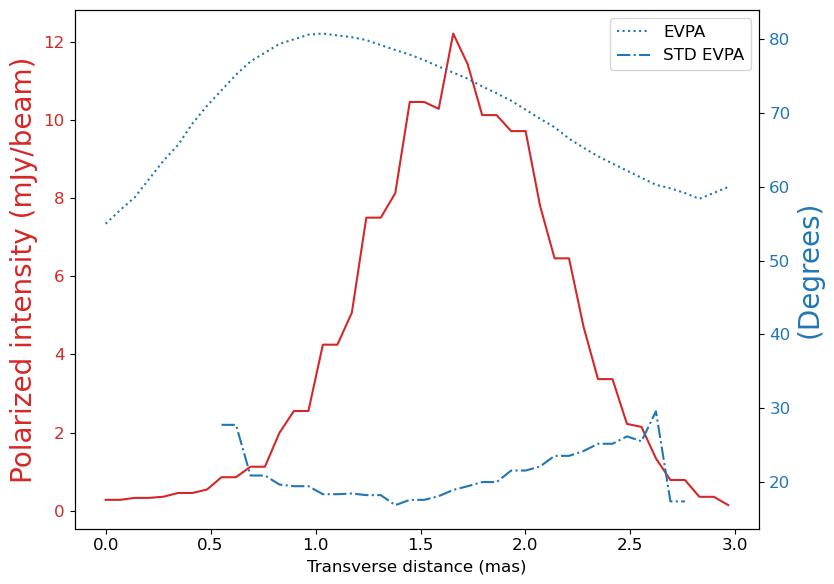 Polarized intensity (mJy/beam)
12
10
8
6
4
2
0
EVPA
STD EVPA
80
70
60
50
40
30
20
(Degrees)
0.0 0.5 1.0 1.5 2.0 2.5 3.0
Transverse distance (mas)